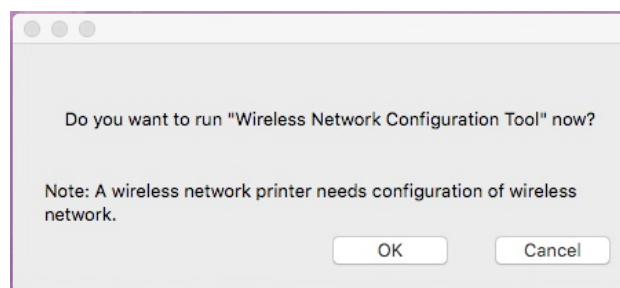 Do you want to run "Wireless Network Configuration Tool" now?
Note: A wireless network printer needs configuration of wireless
network.
OK Cancel